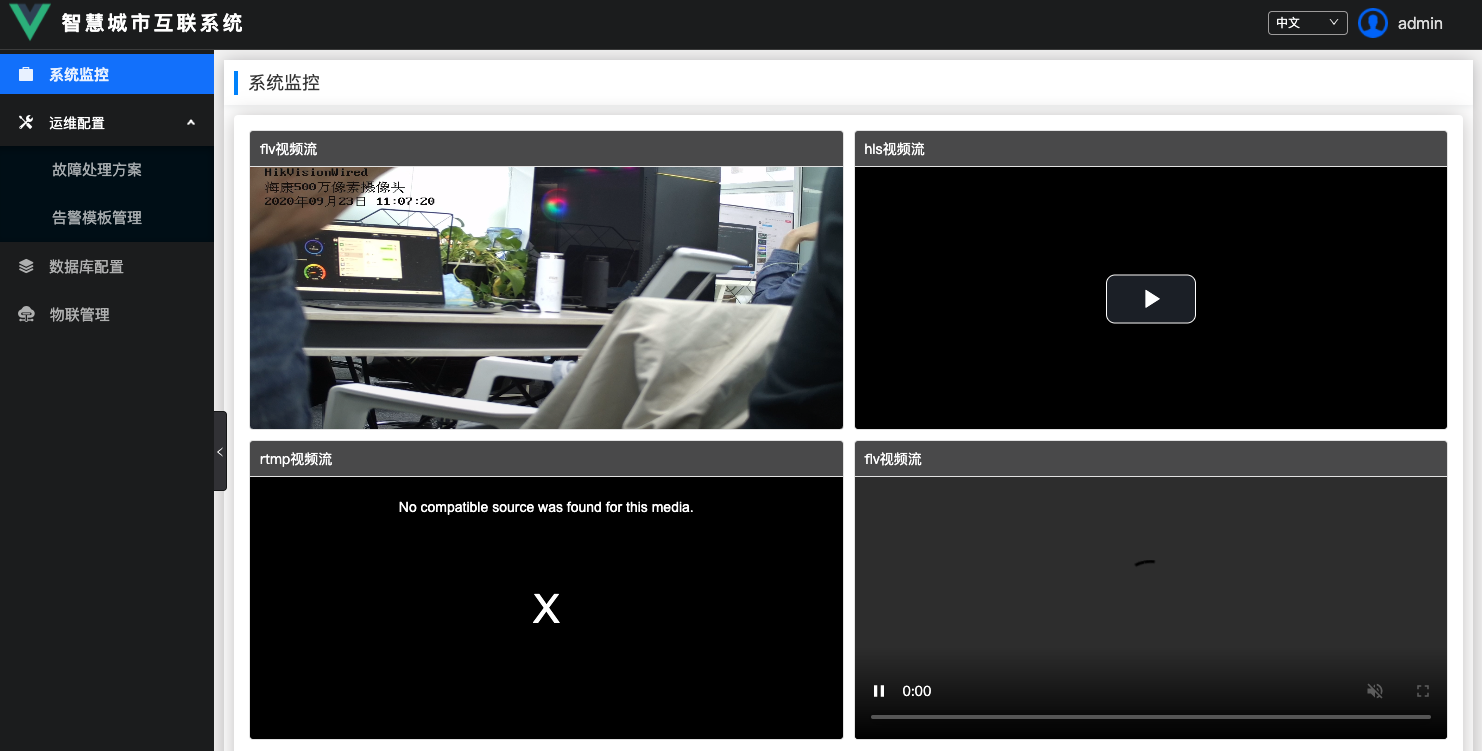 智慧城市互联系统
中文
admin
系统监控
运维配置
故障处理方案
告警模板管理
数据库配置
物联管理
系统监控
flv视频流
HikVisionWired
海康500万像素摄像头
2020年09月23日 11:07:20
hls视频流
rtmp视频流
No compatible source was found for this media.
X
flv视频流
0:00